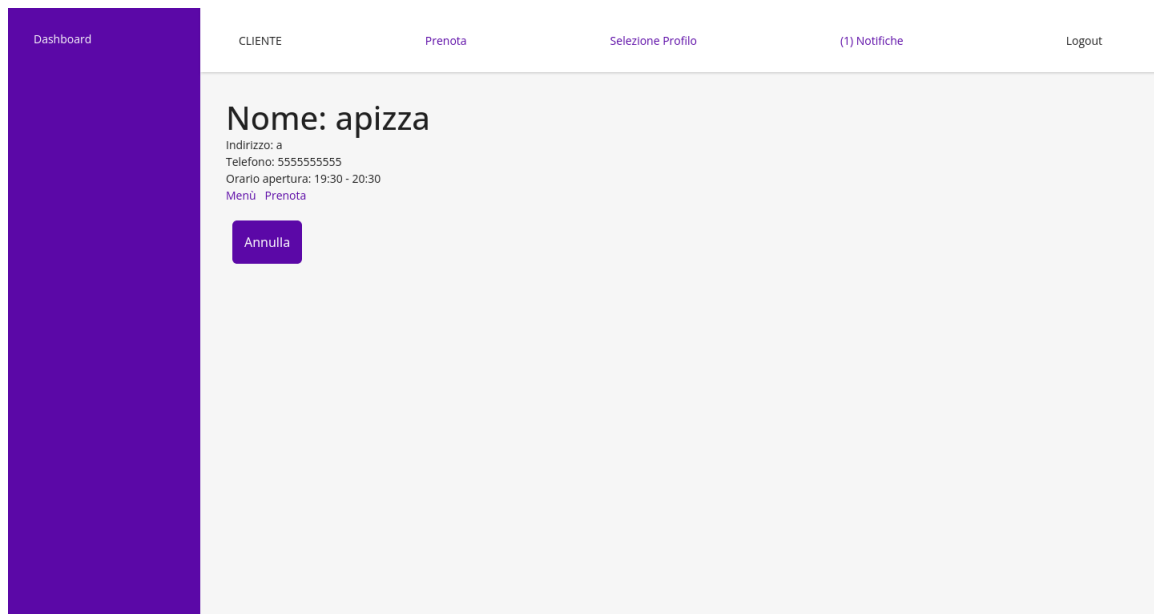 Dashboard
CLIENTE
Prenota
Selezione Profilo
(1) Notifiche
Logout
Nome: apizza
Indirizzo: a
Telefono: 5555555555
Orario apertura: 19:30 - 20:30
Menù Prenota
Annulla